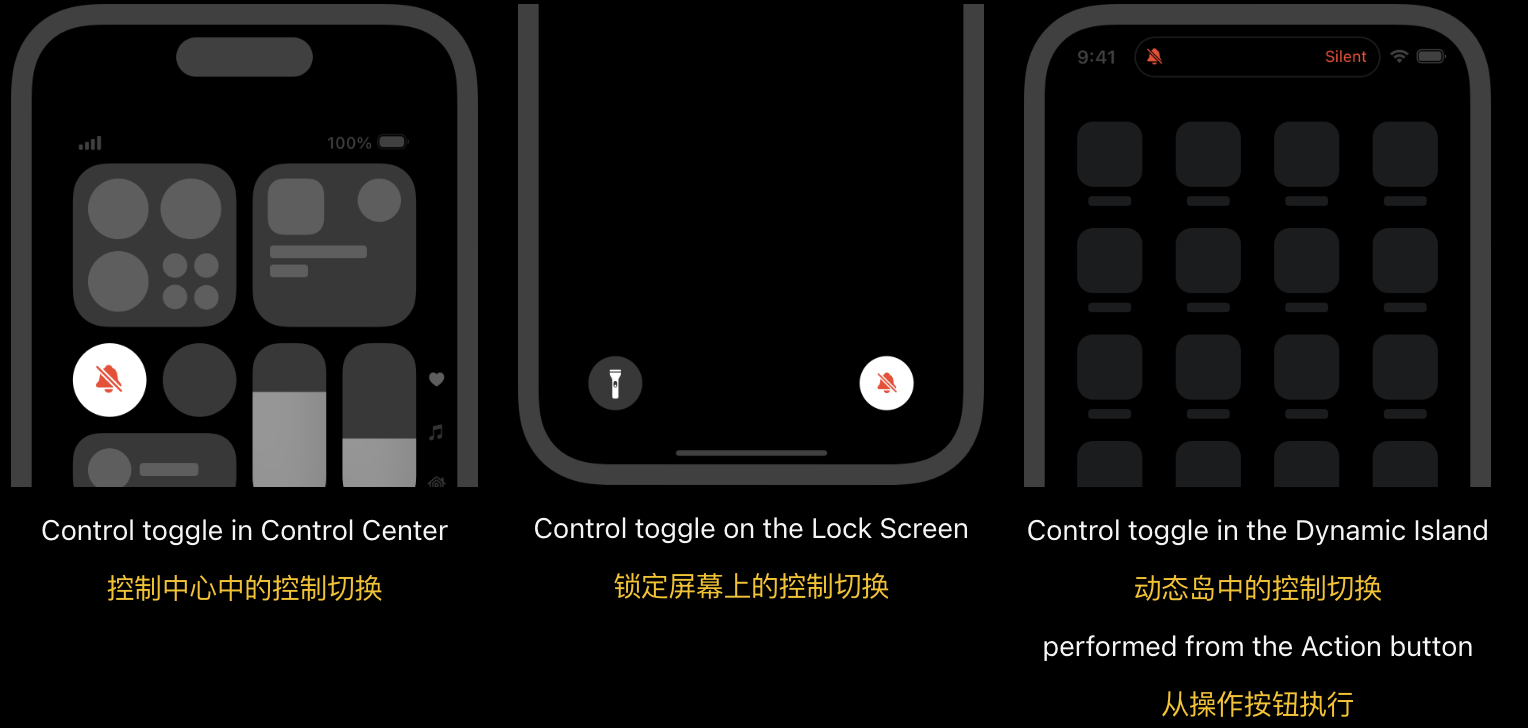 100%
9:41
Silent
Control toggle in Control Center
控制中心中的控制切换
Control toggle on the Lock Screen
锁定屏幕上的控制切换
Control toggle in the Dynamic Island
动态岛中的控制切换
performed from the Action button
从操作按钮执行